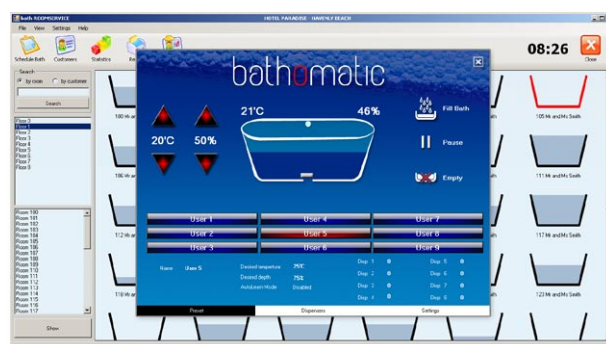 bath ROOMSERVICE
HOTEL PARADISE - HAVENLY BEACH
File View Settings Help
Schedule Bath Customers Statistics
08:26
Close
Search
by room by customer
Search
Floor 2
Floor 3
Floor 4
Floor 5
Floor 6
Floor 7
Floor 8
Room 100
Room 101
Room 102
Room 103
Room 104
Room 105
Room 106
Room 107
Room 108
Room 109
Room 110
Room 111
Room 112
Room 113
Room 114
Room 115
Room 116
Room 117
Show
105 Mr and Ms Smith
111 Mr and Ms Smith
117 Mr and Ms Smith
123 Mr and Ms Smith
bathomatic
20°C 50%
21°C 46%
Fill Bath
Pause
Empty
User 1 User 4 User 7
User 2 User 5 User 8
User 3 User 6 User 9
Name User 5
Desired temperature 25°C
Desired depth 75%
Autolearn Mode Disabled
Disp. 1 0 Disp. 5 0
Disp. 2 0 Disp. 6 0
Disp. 3 0 Disp. 7 0
Disp. 4 0 Disp. 8 0
Preset Dispensers Settings